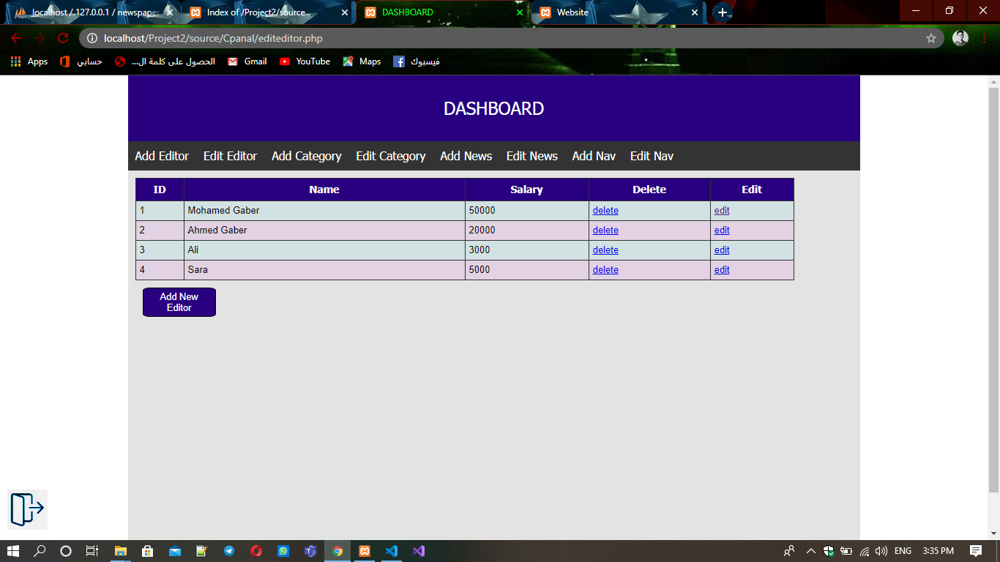 localhost / 127.0.0.1 / newspape
Index of /Project2/source
DASHBOARD
Website
localhost/Project2/source/Cpanal/editeditor.php
Apps
حسابي
الحصول على كلمة ال...
Gmail
YouTube
Maps
فيسبوك
DASHBOARD
Add Editor Edit Editor Add Category Edit Category Add News Edit News Add Nav Edit Nav
ID Name Salary Delete Edit
1 Mohamed Gaber 50000 delete edit
2 Ahmed Gaber 20000 delete edit
3 Ali 3000 delete edit
4 Sara 5000 delete edit
Add New
Editor
ENG 3:35 PM